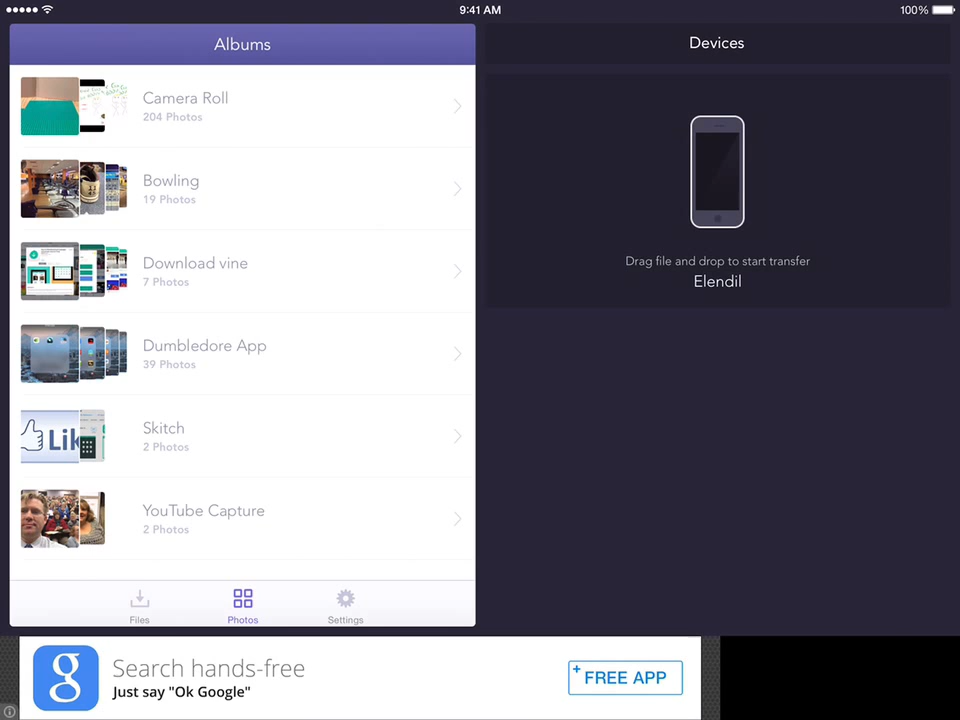 9:41 AM
100%
Albums
Devices
Camera Roll
204 Photos
Bowling
19 Photos
Download vine
7 Photos
Dumbledore App
39 Photos
Skitch
2 Photos
YouTube Capture
2 Photos
Lik
Drag file and drop to start transfer
Elendil
Files
Photos
Settings
g
Search hands-free
Just say "Ok Google"
+ FREE APP